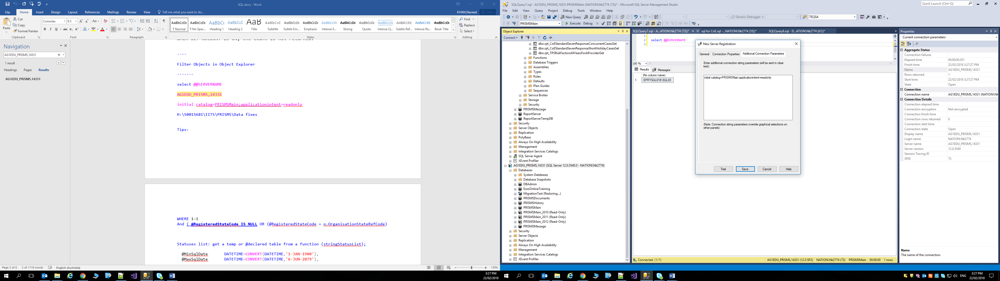 SQL.docx - Word
File Home Insert Design Layout References Mailings Review View Tell me what you want to do... KHAN,Naveed Share
Paste
Cut
Copy
Format Painter
Clipboard
Consolas 9.5
Font
Paragraph
AaBbCcDc AaBbCcDc AaBbCc AaBbCcC AaB AaBbCcC AaBbCcDc AaBbCcDc AaBbCcDc AaBbCcDc AaBbCcDc AaBbCcDc AaBbCcDc AaBbCcDc AaBbCcDc
¶ Normal ¶ No Spac... Heading 1 Heading 2 Title Subtitle Subtle Em... Emphasis Intense E... Strong Quote Intense Q... Subtle Ref... Intense Re... Book Title
Styles
Find
Replace
Select
Editing
Navigation
AG1EDU_PRISMS,14331
1 result
Headings Pages Results
AG1EDU_PRISMS,14331
When SET NOCOUNT is ON, the count is not returned.
----
Filter Objects in Object Explorer
-------
select @@SERVERNAME
AG1EDU_PRISMS,14331
initial catalog=PRISMSMain;applicationintent=readonly
H:\50015681\IITS\PRISMS\Data fixes
Tips:
WHERE 1=1
And ( @RegisteredStateCode IS NULL OR (@RegisteredStateCode = o.OrganisationStateRefCode)
Statuses list: get a temp or @declared table from a function (stringStatusList);
@MinSqlDate DATETIME=CONVERT(DATETIME,'1-JAN-1900'),
@MaxSqlDate DATETIME=CONVERT(DATETIME,'6-JUN-2079'),
Page 2 of 6 2 of 1118 words English (Australia) 130%
3:27 PM
22/02/2018
SQLQuery7.sql - AG1EDU_PRISMS,14331.PRISMSMain (NATION\Nk2774 (73))* - Microsoft SQL Server Management Studio
Quick Launch (Ctrl+Q)
File Edit View Query Project Debug Tools Window Help
New Query Generic Debugger TEQSA
PRISMSMain Execute Debug
Object Explorer
Connect
dbo.rpt_CoEStandardSevenResponseConcurrentCasesGet
dbo.rpt_CoEStandardSevenResponseShortHolidayCasesGet
dbo.rpt_TPSRiskFactorsAllYearsForAProviderGet
Functions
Database Triggers
Assemblies
Types
Rules
Defaults
Plan Guides
Sequences
Service Broker
Storage
Security
PRISMSMessage
ReportServer
ReportServerTempDB
Security
Server Objects
Replication
PolyBase
Always On High Availability
Management
Integration Services Catalogs
SQL Server Agent
XEvent Profiler
AG1EDU_PRISMS,14331 (SQL Server 12.0.5540.0 - NATION\Nk2774)
Databases
System Databases
Database Snapshots
DBAdmin
EsosOnlineTraining
MigrationTest (Restoring...)
PRISMSDocuments
PRISMSHistory
PRISMSMain
PRISMSMain_2010 (Read-Only)
PRISMSMain_2011 (Read-Only)
PRISMSMain_2012 (Read-Only)
PRISMSMessage
Security
Server Objects
Replication
Always On High Availability
Management
Integration Services Catalogs
XEvent Profiler
SQLQuery7.sql - A...NATION\Nk2774 (73))* sql for CoE.sql -...NATION\Nk2774 (55))* SQLQuery6.sql - D...NATION\Nk2774 (61))*
1
2 select @@SERVERNAME
3
100 %
Results Messages
(No column name)
1 EPRTSQL018\SQL03
New Server Registration
General Connection Properties Additional Connection Parameters
Enter additional connection string parameters (will be sent in clear
text):
initial catalog=PRISMSMain;applicationintent=readonly
(Note: Connection string parameters override graphical selections on
other panels)
Test Save Cancel Help
Connected. (1/1) AG1EDU_PRISMS,14331 (12.0 SP2) NATION\Nk2774 (73) PRISMSMain 00:00:00 1 rows
Properties
Current connection parameters
Aggregate Status
Connection failures
Elapsed time 00:00:00.031
Finish time 22/02/2018 3:27:27 PM
Name AG1EDU_PRISMS,14331
Rows returned 1
Start time 22/02/2018 3:27:27 PM
State Open
Connection
Connection name AG1EDU_PRISMS,14331 (NATION\Nk
Connection Details
Connection elapsed time
Connection encryption Not encrypted
Connection finish time
Connection rows returned 0
Connection start time
Connection state Open
Display name AG1EDU_PRISMS,14331
Login name NATION\Nk2774
Server name AG1EDU_PRISMS,14331
Server version 12.0.5540
Session Tracing ID
SPID 73
Name
The name of the connection.
ENG
3:27 PM
22/02/2018